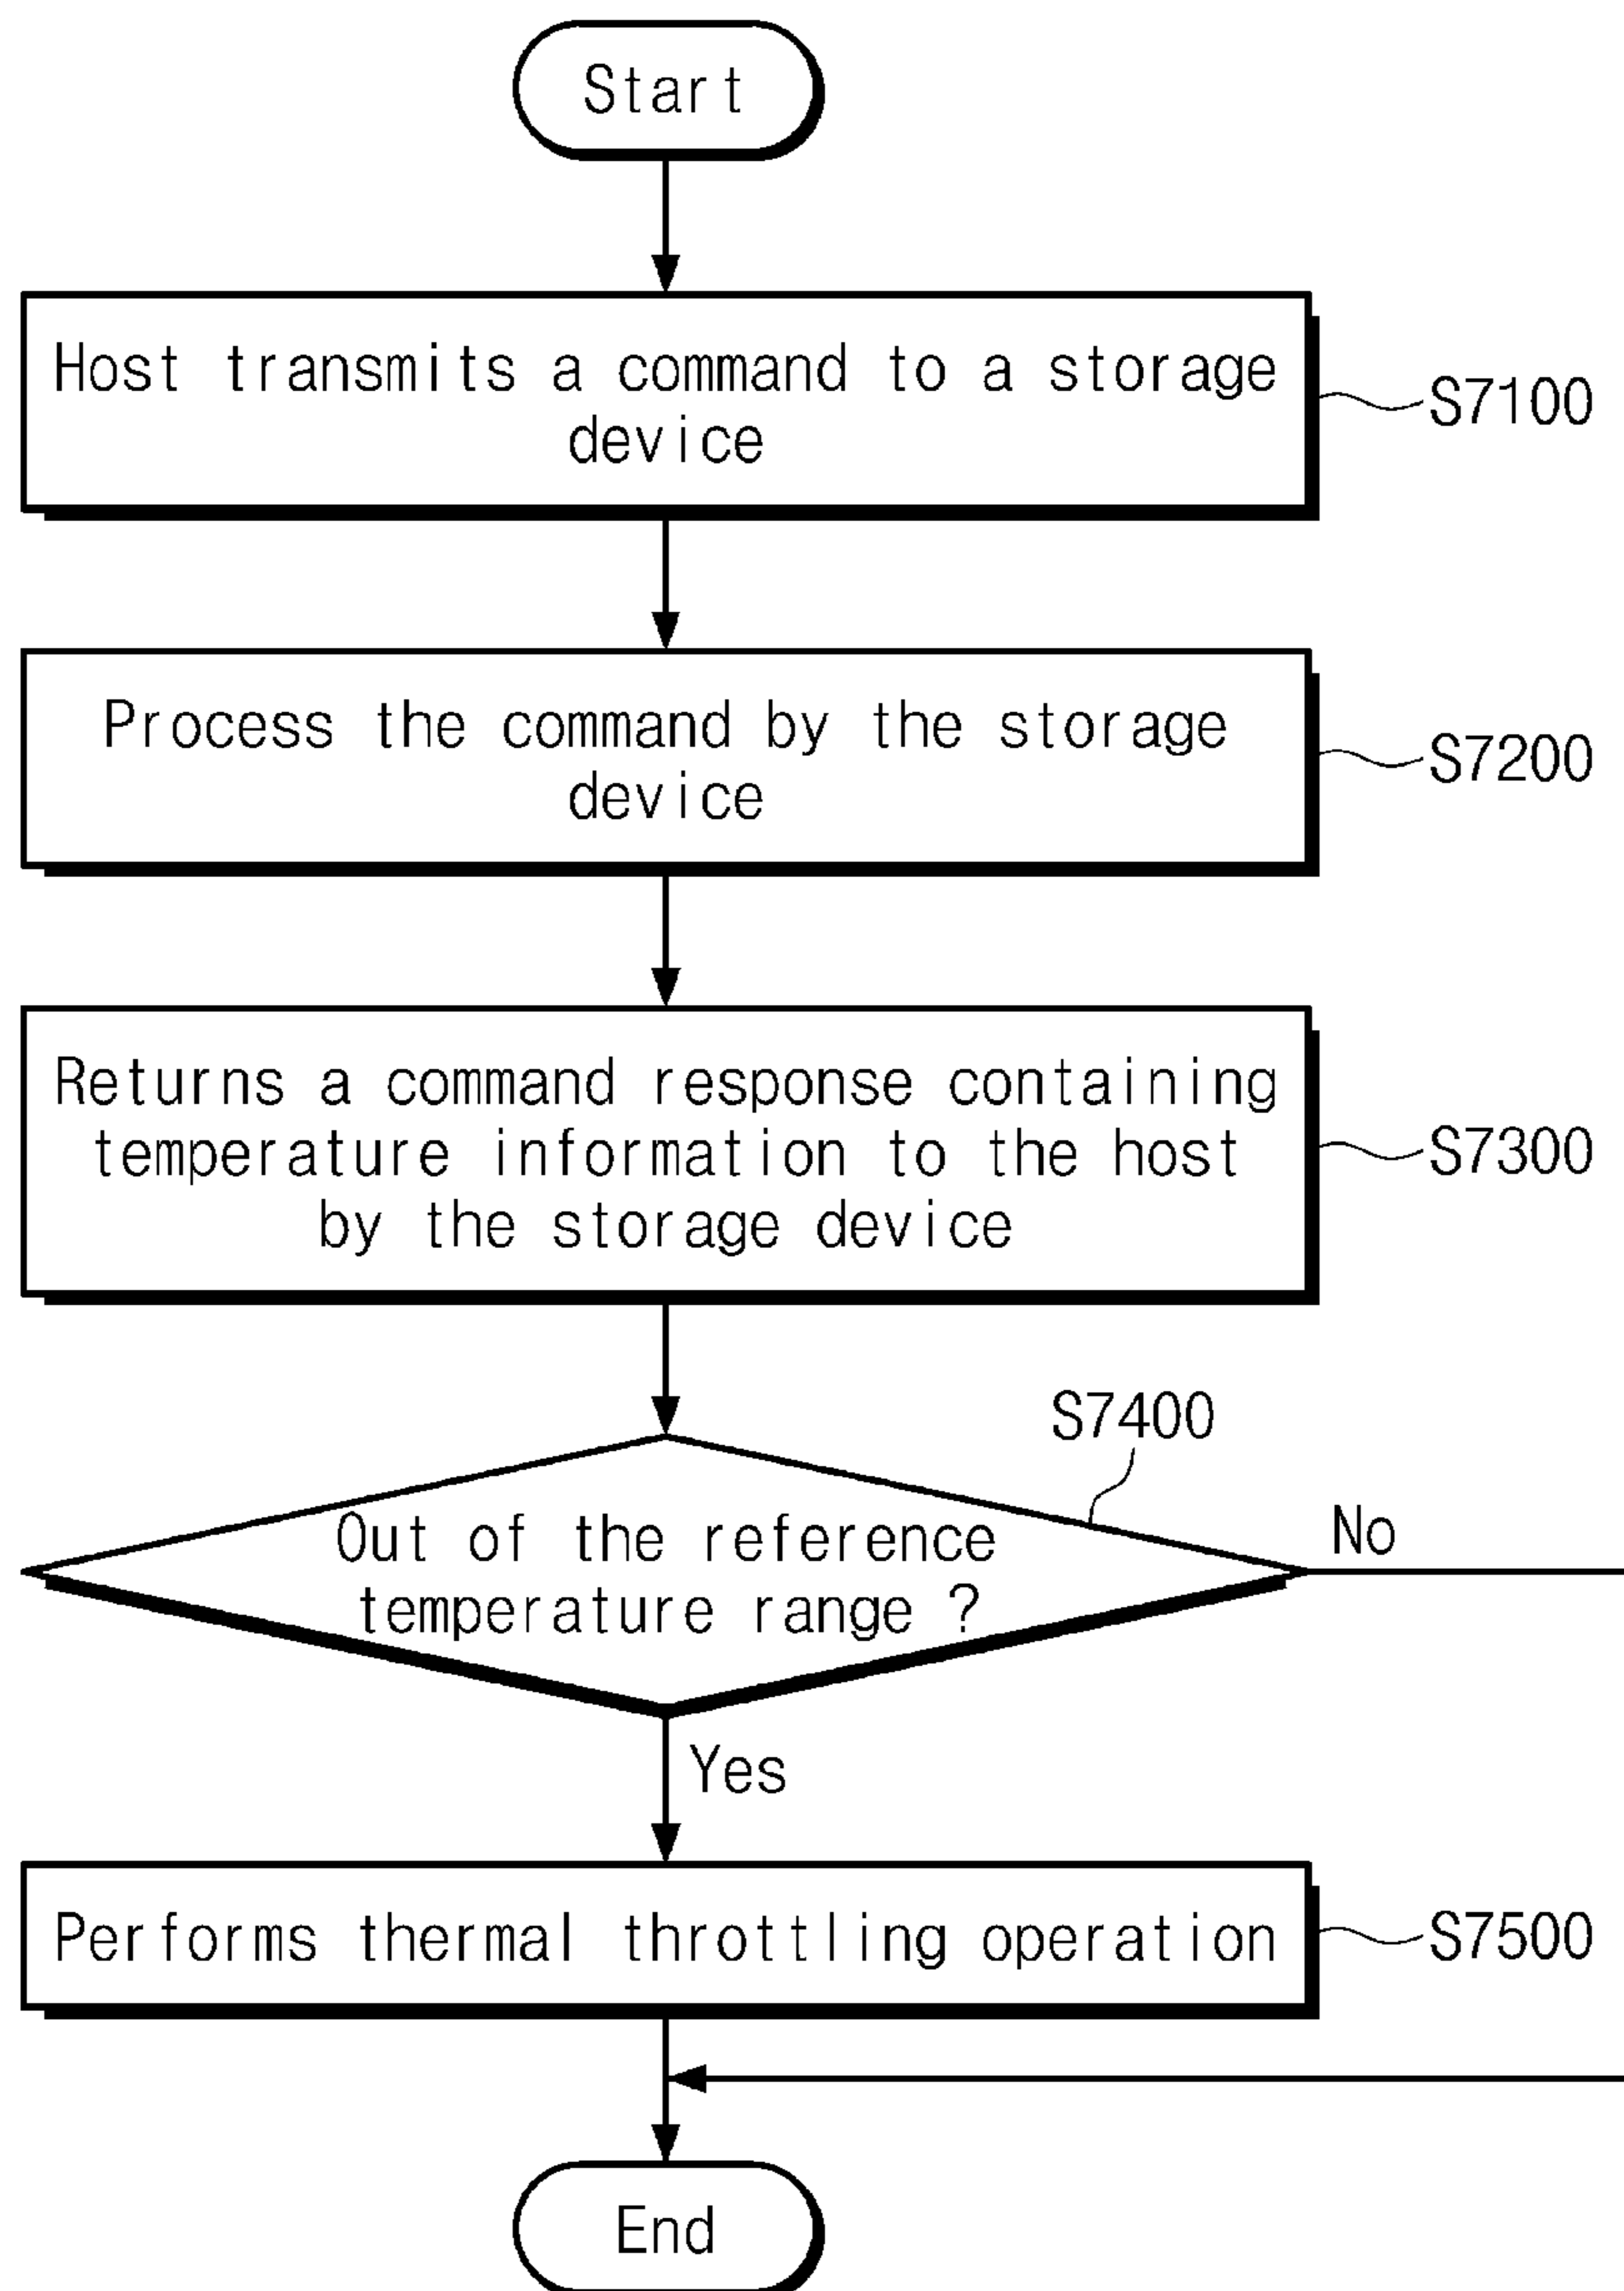 Start
Host transmits a command to a storage
device
S7100
Process the command by the storage
device
S7200
Returns a command response containing
temperature information to the host
by the storage device
S7300
S7400
Out of the reference
temperature range ?
No
Yes
Performs thermal throttling operation
S7500
End